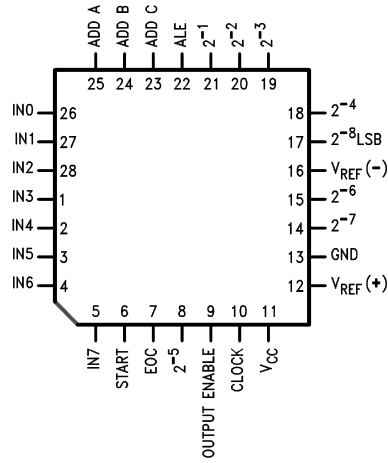 ADD A ADD B ADD C ALE 2⁻¹ 2⁻² 2⁻³
25 24 23 22 21 20 19
IN0 26 18 2⁻⁴
IN1 27 17 2⁻⁸LSB
IN2 28 16 V_REF(-)
IN3 1 15 2⁻⁶
IN4 2 14 2⁻⁷
IN5 3 13 GND
IN6 4 12 V_REF(+)
5 6 7 8 9 10 11
IN7 START EOC 2⁻⁵ OUTPUT ENABLE CLOCK V_CC